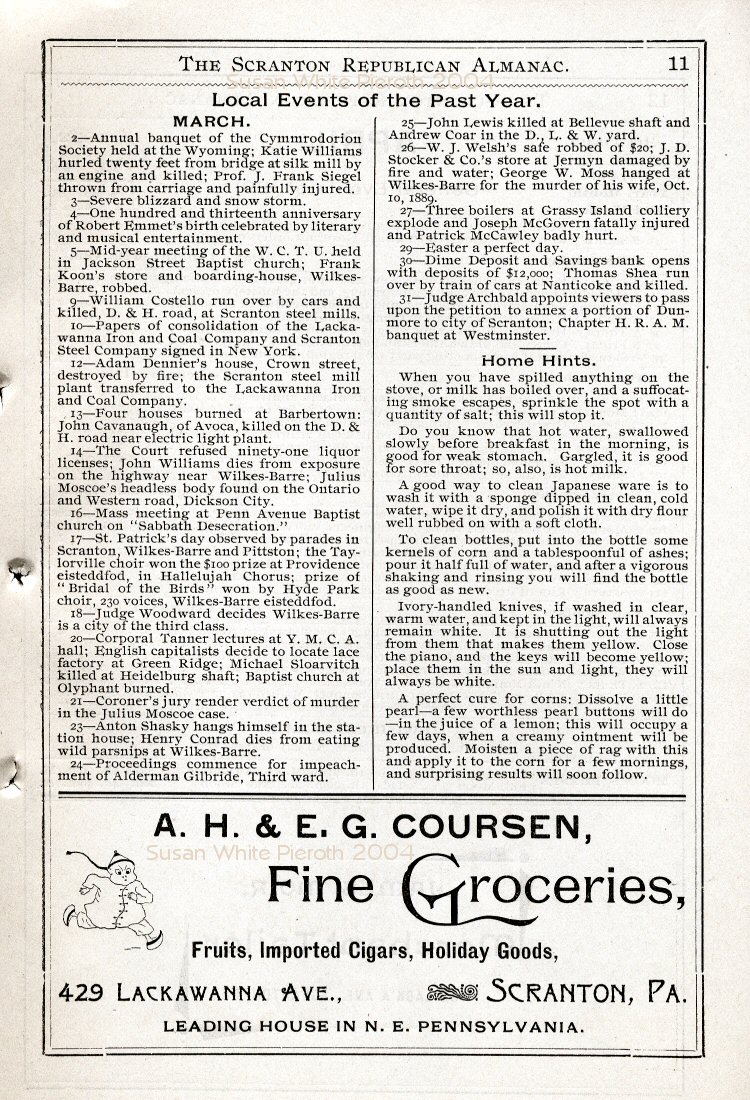 THE SCRANTON REPUBLICAN ALMANAC. 11
Susan White Pieroth 2004
Local Events of the Past Year.
MARCH.
2—Annual banquet of the Cymmrodorion
Society held at the Wyoming; Katie Williams
hurled twenty feet from bridge at silk mill by
an engine and killed; Prof. J. Frank Siegel
thrown from carriage and painfully injured.
3—Severe blizzard and snow storm.
4—One hundred and thirteenth anniversary
of Robert Emmet's birth celebrated by literary
and musical entertainment.
5—Mid-year meeting of the W. C. T. U. held
in Jackson Street Baptist church; Frank
Koon's store and boarding-house, Wilkes-
Barre, robbed.
9—William Costello run over by cars and
killed, D. & H. road, at Scranton steel mills.
10—Papers of consolidation of the Lacka-
wanna Iron and Coal Company and Scranton
Steel Company signed in New York.
12—Adam Dennier's house, Crown street,
destroyed by fire; the Scranton steel mill
plant transferred to the Lackawanna Iron
and Coal Company.
13—Four houses burned at Barbertown:
John Cavanaugh, of Avoca, killed on the D. &
H. road near electric light plant.
14—The Court refused ninety-one liquor
licenses; John Williams dies from exposure
on the highway near Wilkes-Barre; Julius
Moscoe's headless body found on the Ontario
and Western road, Dickson City.
16—Mass meeting at Penn Avenue Baptist
church on "Sabbath Desecration."
17—St. Patrick's day observed by parades in
Scranton, Wilkes-Barre and Pittston; the Tay-
lorville choir won the $100 prize at Providence
eisteddfod, in Hallelujah Chorus; prize of
"Bridal of the Birds" won by Hyde Park
choir, 230 voices, Wilkes-Barre eisteddfod.
18—Judge Woodward decides Wilkes-Barre
is a city of the third class.
20—Corporal Tanner lectures at Y. M. C. A.
hall; English capitalists decide to locate lace
factory at Green Ridge; Michael Sloarvitch
killed at Heidelburg shaft; Baptist church at
Olyphant burned.
21—Coroner's jury render verdict of murder
in the Julius Moscoe case.
23—Anton Shasky hangs himself in the sta-
tion house; Henry Conrad dies from eating
wild parsnips at Wilkes-Barre.
24—Proceedings commence for impeach-
ment of Alderman Gilbride, Third ward.
25—John Lewis killed at Bellevue shaft and
Andrew Coar in the D., L. & W. yard.
26—W. J. Welsh's safe robbed of $20; J. D.
Stocker & Co.'s store at Jermyn damaged by
fire and water; George W. Moss hanged at
Wilkes-Barre for the murder of his wife, Oct.
10, 1889.
27—Three boilers at Grassy Island colliery
explode and Joseph McGovern fatally injured
and Patrick McCawley badly hurt.
29—Easter a perfect day.
30—Dime Deposit and Savings bank opens
with deposits of $12,000; Thomas Shea run
over by train of cars at Nanticoke and killed.
31—Judge Archbald appoints viewers to pass
upon the petition to annex a portion of Dun-
more to city of Scranton; Chapter H. R. A. M.
banquet at Westminster.
Home Hints.
When you have spilled anything on the
stove, or milk has boiled over, and a suffocat-
ing smoke escapes, sprinkle the spot with a
quantity of salt; this will stop it.
Do you know that hot water, swallowed
slowly before breakfast in the morning, is
good for weak stomach. Gargled, it is good
for sore throat; so, also, is hot milk.
A good way to clean Japanese ware is to
wash it with a sponge dipped in clean, cold
water, wipe it dry, and polish it with dry flour
well rubbed on with a soft cloth.
To clean bottles, put into the bottle some
kernels of corn and a tablespoonful of ashes;
pour it half full of water, and after a vigorous
shaking and rinsing you will find the bottle
as good as new.
Ivory-handled knives, if washed in clear,
warm water, and kept in the light, will always
remain white. It is shutting out the light
from them that makes them yellow. Close
the piano, and the keys will become yellow;
place them in the sun and light, they will
always be white.
A perfect cure for corns: Dissolve a little
pearl—a few worthless pearl buttons will do
—in the juice of a lemon; this will occupy a
few days, when a creamy ointment will be
produced. Moisten a piece of rag with this
and apply it to the corn for a few mornings,
and surprising results will soon follow.
A. H. & E. G. COURSEN,
Susan White Pieroth 2004
Fine Groceries,
Fruits, Imported Cigars, Holiday Goods,
429 LACKAWANNA AVE., SCRANTON, PA.
LEADING HOUSE IN N. E. PENNSYLVANIA.